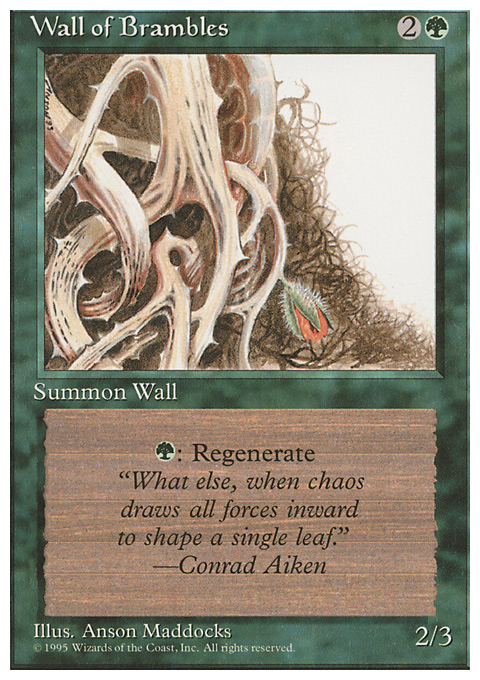 Wall of Brambles 2
Summon Wall
: Regenerate
“What else, when chaos
draws all forces inward
to shape a single leaf.”
—Conrad Aiken
Illus. Anson Maddocks
2/3
© 1995 Wizards of the Coast, Inc. All rights reserved.